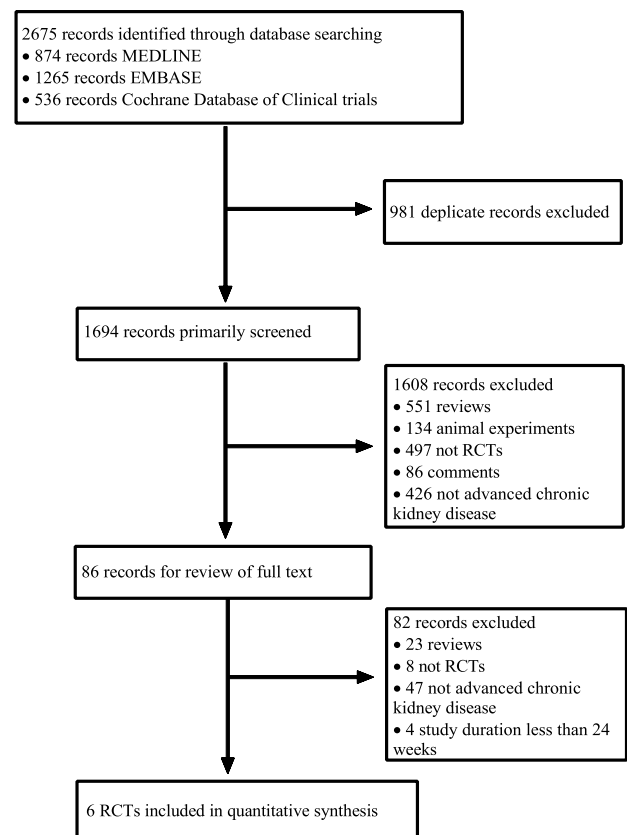 2675 records identified through database searching
● 874 records MEDLINE
● 1265 records EMBASE
● 536 records Cochrane Database of Clinical trials
981 deplicate records excluded
1694 records primarily screened
1608 records excluded
● 551 reviews
● 134 animal experiments
● 497 not RCTs
● 86 comments
● 426 not advanced chronic
kidney disease
86 records for review of full text
82 records excluded
● 23 reviews
● 8 not RCTs
● 47 not advanced chronic
kidney disease
● 4 study duration less than 24
weeks
6 RCTs included in quantitative synthesis